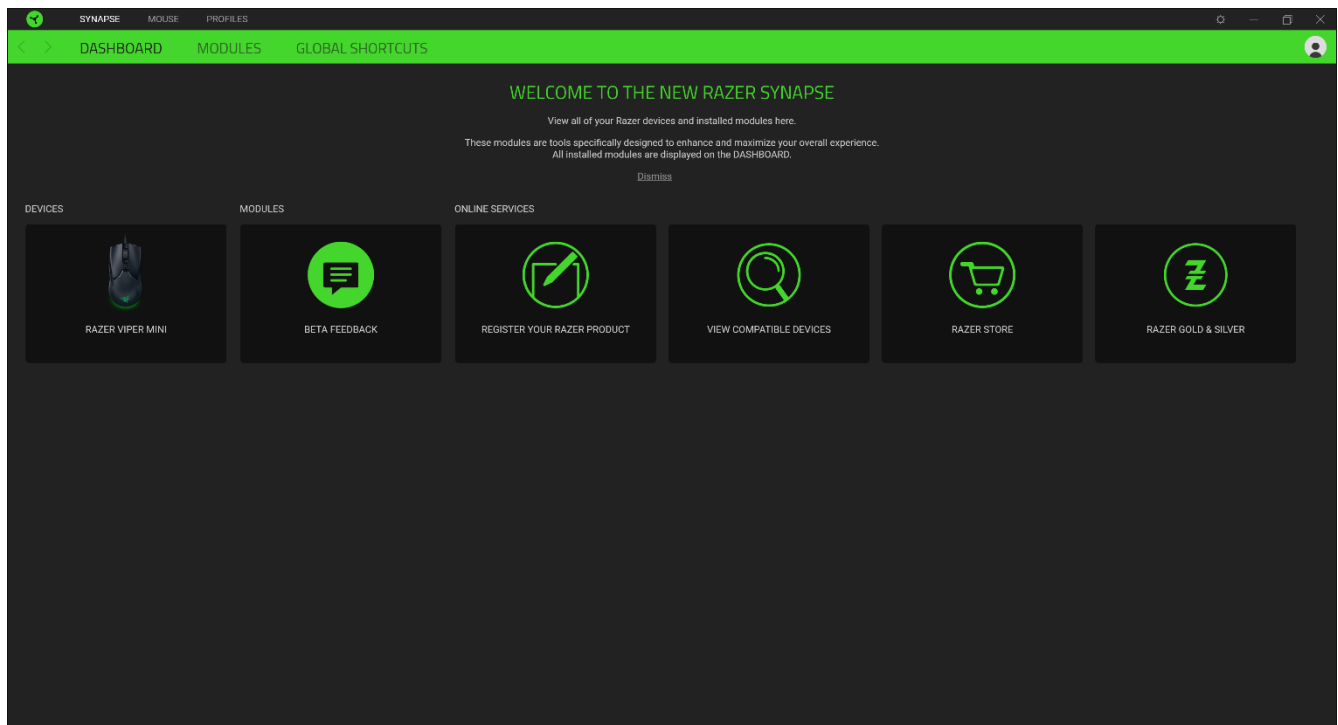 SYNAPSE MOUSE PROFILES
DASHBOARD MODULES GLOBAL SHORTCUTS
WELCOME TO THE NEW RAZER SYNAPSE
View all of your Razer devices and installed modules here.
These modules are tools specifically designed to enhance and maximize your overall experience.
All installed modules are displayed on the DASHBOARD.
Dismiss
DEVICES MODULES ONLINE SERVICES
RAZER VIPER MINI BETA FEEDBACK REGISTER YOUR RAZER PRODUCT VIEW COMPATIBLE DEVICES RAZER STORE RAZER GOLD & SILVER